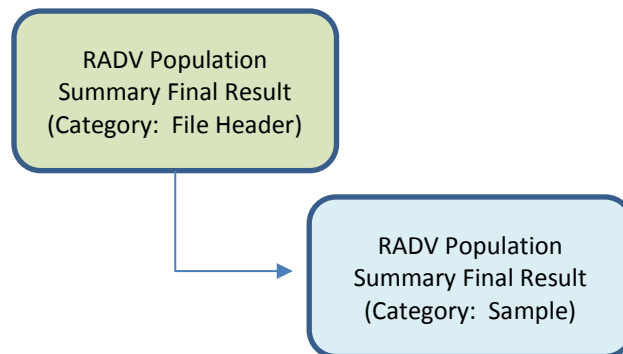 RADV Population
Summary Final Result
(Category:  File Header)
RADV Population
Summary Final Result
(Category:  Sample)